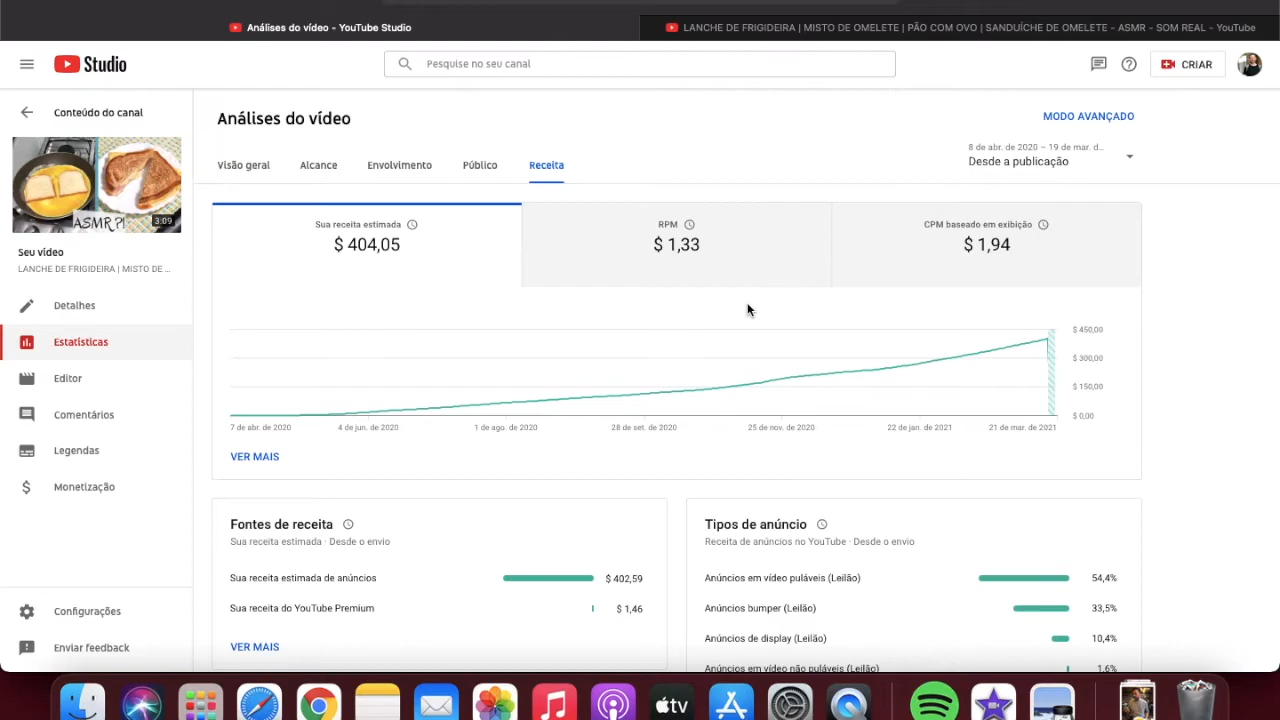 Análises do vídeo - YouTube Studio
LANCHE DE FRIGIDEIRA | MISTO DE OMELETE | PÃO COM OVO | SANDUÍCHE DE OMELETE - ASMR - SOM REAL - YouTube
Studio
Pesquise no seu canal
CRIAR
Conteúdo do canal
ASMR?!
3:09
Seu vídeo
LANCHE DE FRIGIDEIRA | MISTO DE ...
Detalhes
Estatísticas
Editor
Comentários
Legendas
Monetização
Configurações
Enviar feedback
Análises do vídeo
MODO AVANÇADO
Visão geral
Alcance
Envolvimento
Público
Receita
8 de abr. de 2020 – 19 de mar. d...
Desde a publicação
Sua receita estimada
$ 404,05
RPM
$ 1,33
CPM baseado em exibição
$ 1,94
$ 450,00
$ 300,00
$ 150,00
$ 0,00
7 de abr. de 2020
4 de jun. de 2020
1 de ago. de 2020
28 de set. de 2020
25 de nov. de 2020
22 de jan. de 2021
21 de mar. de 2021
VER MAIS
Fontes de receita
Sua receita estimada · Desde o envio
Sua receita estimada de anúncios $ 402,59
Sua receita do YouTube Premium $ 1,46
VER MAIS
Tipos de anúncio
Receita de anúncios no YouTube · Desde o envio
Anúncios em vídeo puláveis (Leilão) 54,4%
Anúncios bumper (Leilão) 33,5%
Anúncios de display (Leilão) 10,4%
Anúncios em vídeo não puláveis (Leilão) 1,6%
tv